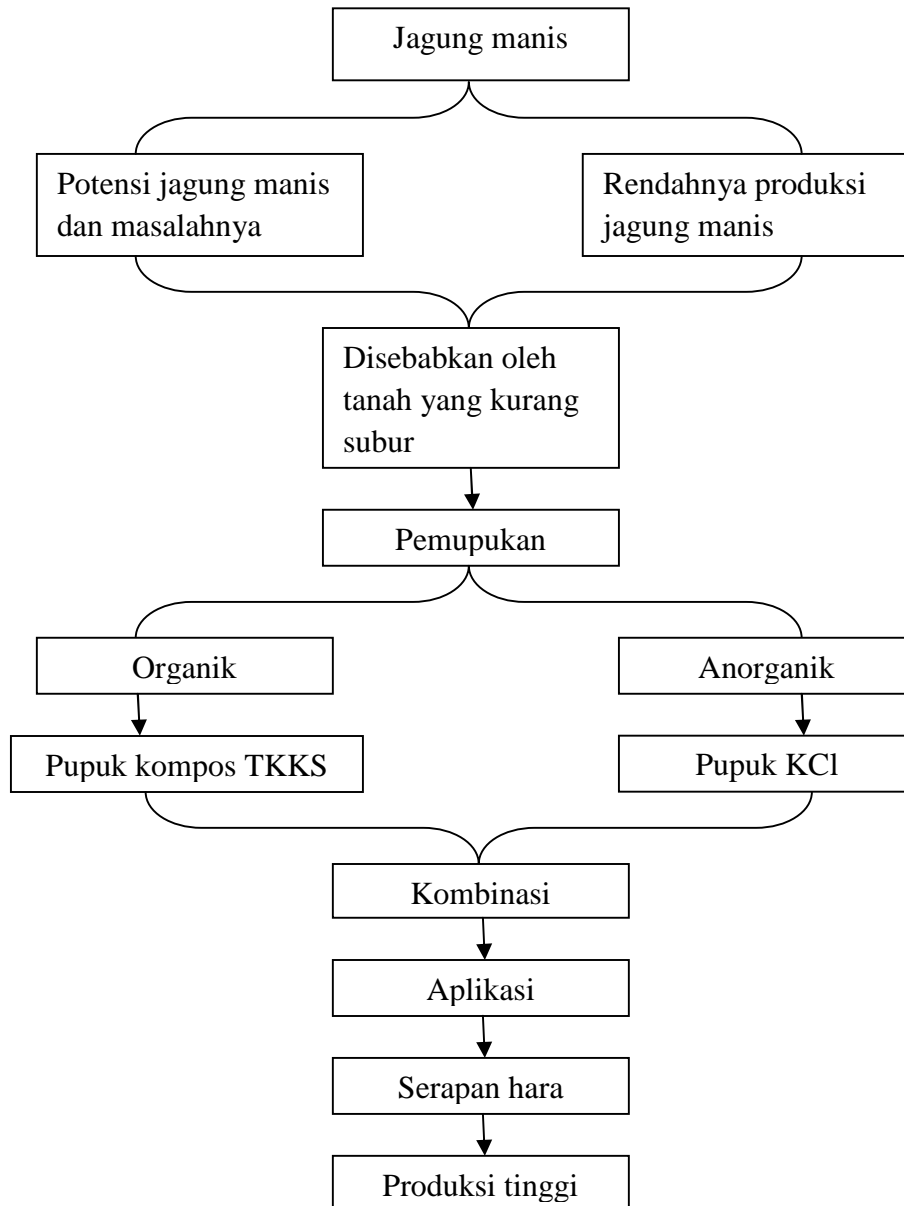 Jagung manis
Potensi jagung manis
dan masalahnya
Rendahnya produksi
jagung manis
Disebabkan oleh
tanah yang kurang
subur
Pemupukan
Organik
Anorganik
Pupuk kompos TKKS
Pupuk KCl
Kombinasi
Aplikasi
Serapan hara
Produksi tinggi